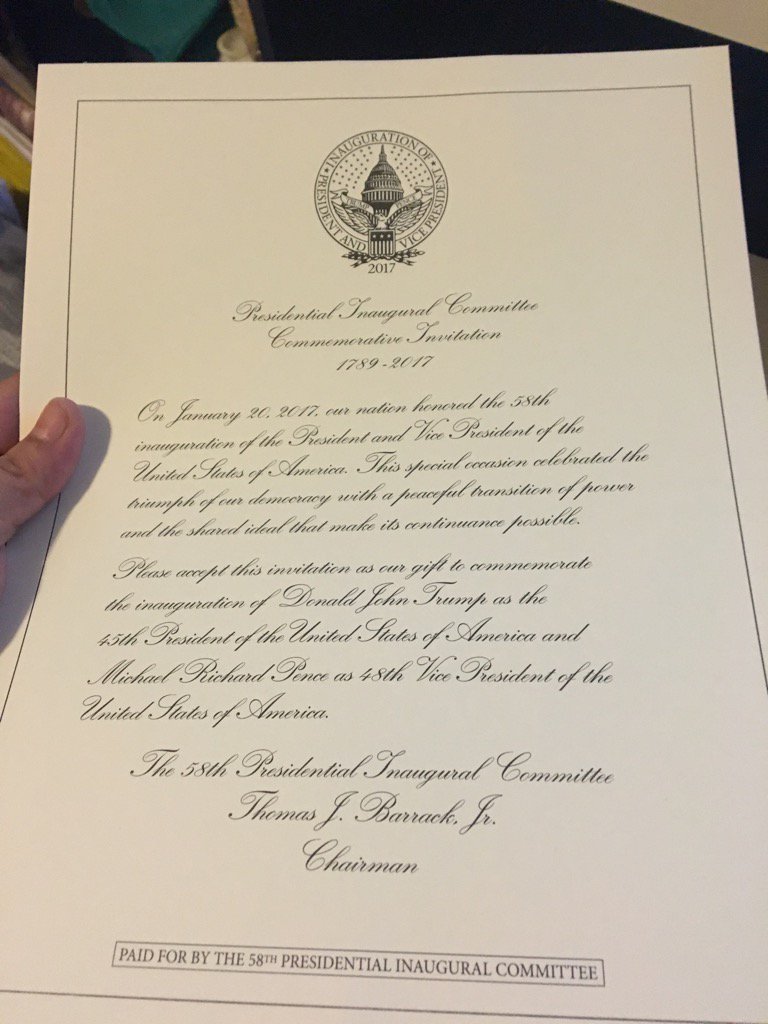 INAUGURATION OF
PRESIDENT AND VICE PRESIDENT
TRUMP PENCE
2017
Presidential Inaugural Committee
Commemorative Invitation
1789-2017
On January 20, 2017, our nation honored the 58th
inauguration of the President and Vice President of the
United States of America. This special occasion celebrated the
triumph of our democracy with a peaceful transition of power
and the shared ideal that make its continuance possible.
Please accept this invitation as our gift to commemorate
the inauguration of Donald John Trump as the
45th President of the United States of America and
Michael Richard Pence as 48th Vice President of the
United States of America.
The 58th Presidential Inaugural Committee
Thomas J. Barrack, Jr.
Chairman
PAID FOR BY THE 58TH PRESIDENTIAL INAUGURAL COMMITTEE